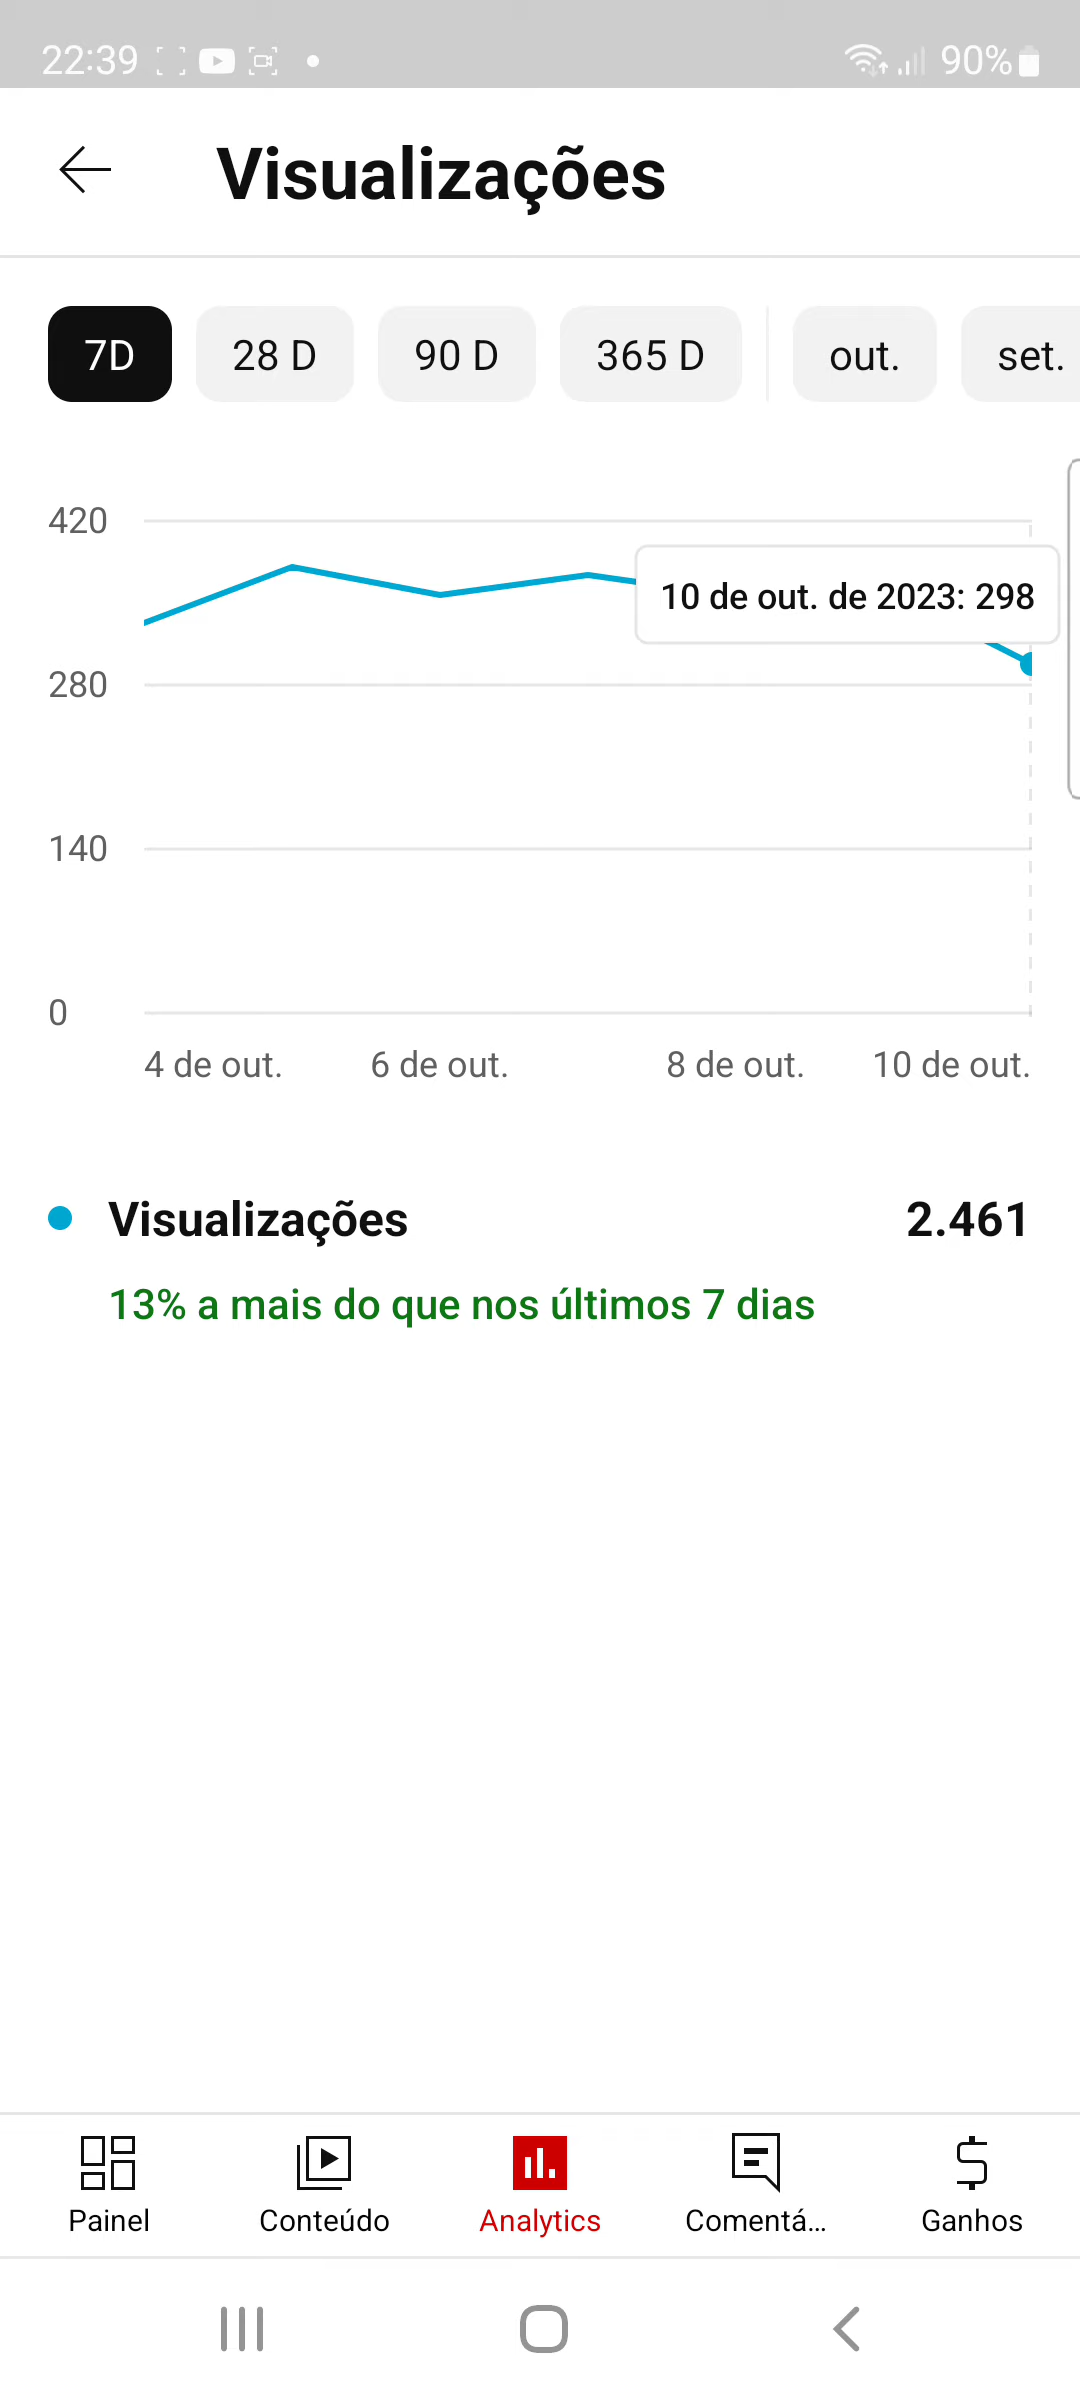 22:39
90%
Visualizações
7D
28 D
90 D
365 D
out.
set.
420
10 de out. de 2023: 298
280
140
0
4 de out.
6 de out.
8 de out.
10 de out.
Visualizações
2.461
13% a mais do que nos últimos 7 dias
Painel
Conteúdo
Analytics
Comentá...
Ganhos